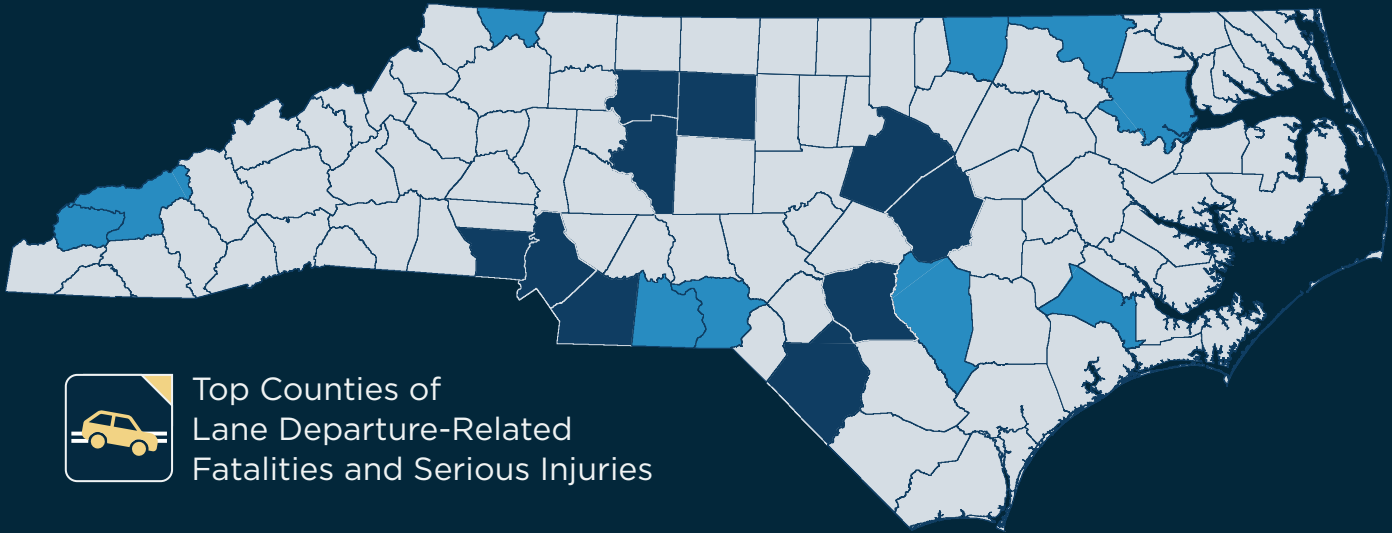 Top Counties of
Lane Departure-Related
Fatalities and Serious Injuries